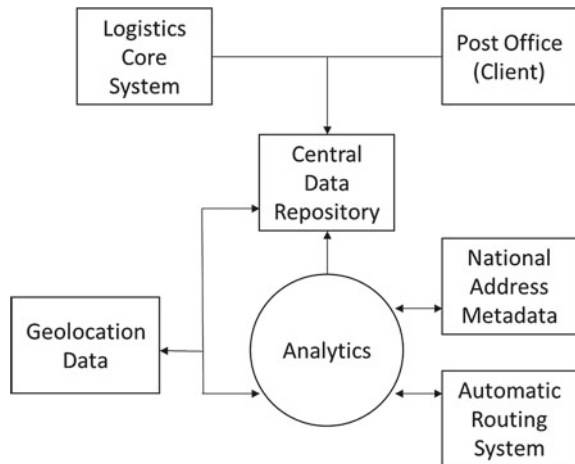 Logistics
Core
System
Post Office
(Client)
Central
Data
Repository
National
Address
Metadata
Geolocation
Data
Analytics
Automatic
Routing
System